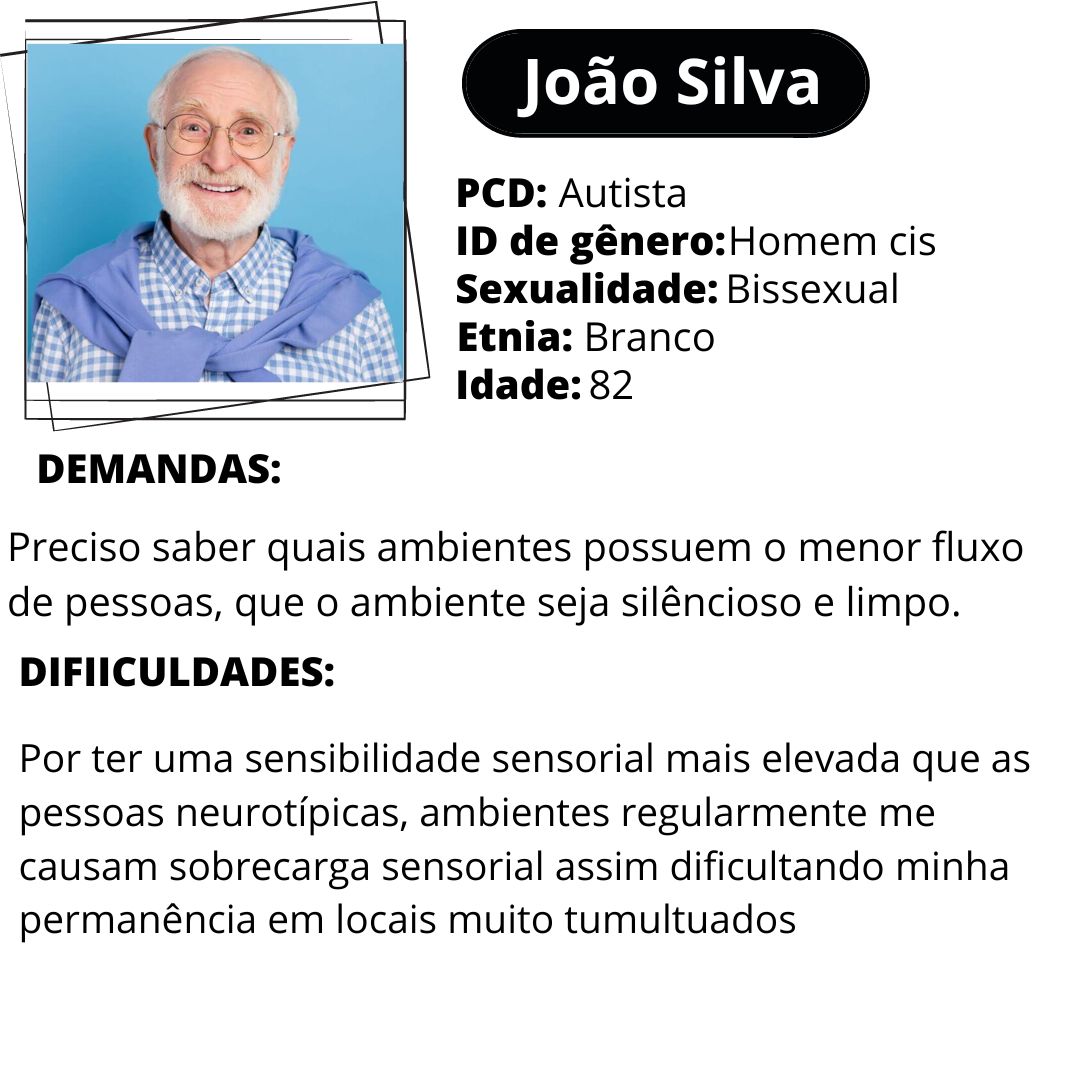 João Silva
PCD: Autista
ID de gênero:Homem cis
Sexualidade: Bissexual
Etnia: Branco
Idade: 82
DEMANDAS:
Preciso saber quais ambientes possuem o menor fluxo
de pessoas, que o ambiente seja silêncioso e limpo.
DIFIICULDADES:
Por ter uma sensibilidade sensorial mais elevada que as
pessoas neurotípicas, ambientes regularmente me
causam sobrecarga sensorial assim dificultando minha
permanência em locais muito tumultuados